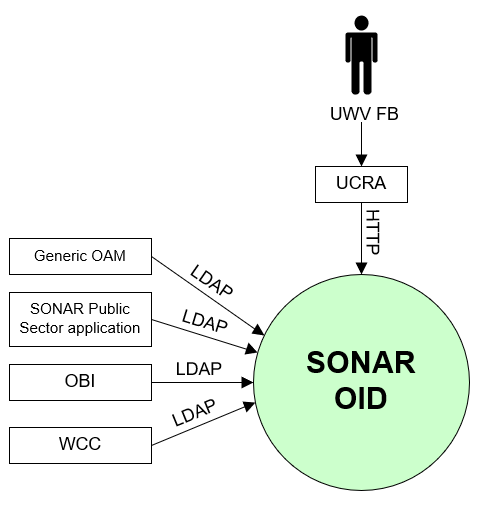 UWV FB
UCRA
HTTP
Generic OAM
LDAP
SONAR Public
Sector application
LDAP
OBI
LDAP
WCC
LDAP
SONAR
OID